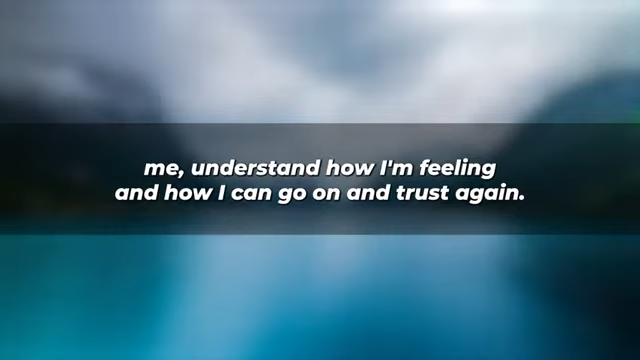 me, understand how I'm feeling
and how I can go on and trust again.